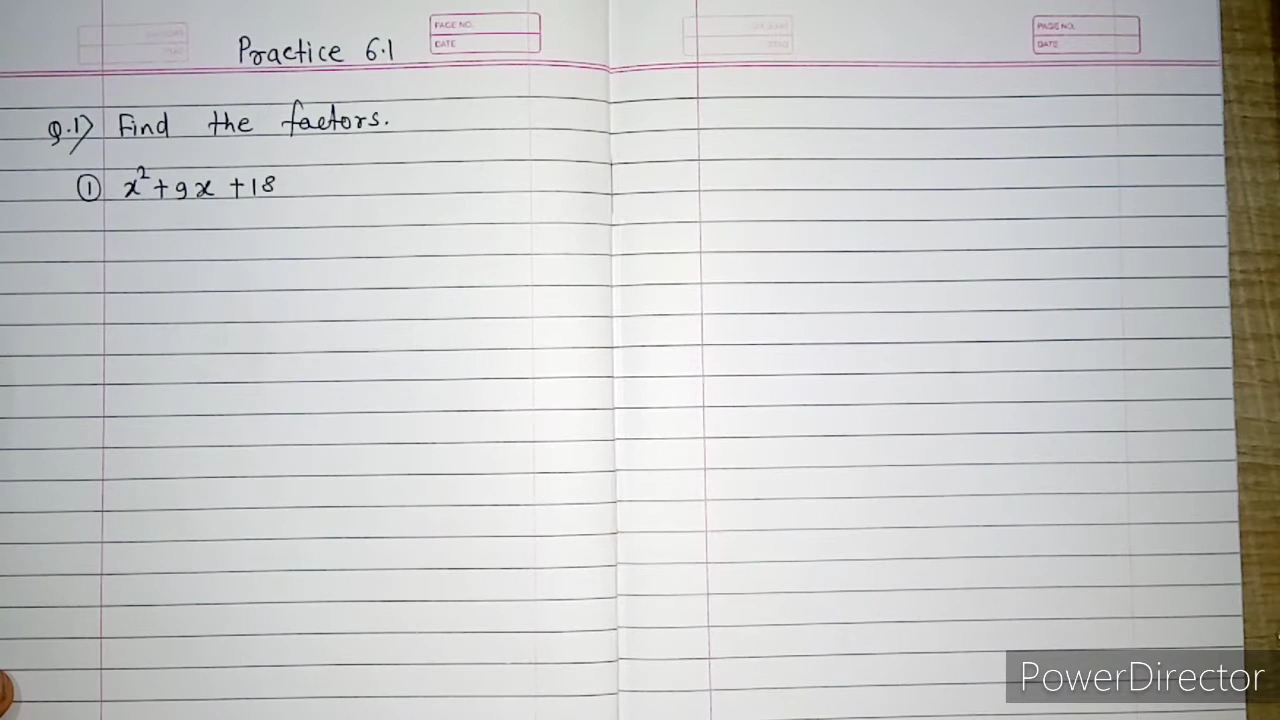 PAGE NO.
DATE
PAGE NO.
DATE
Practice 6.1
Q.1) Find the factors.
① x² + 9x + 18
PowerDirector